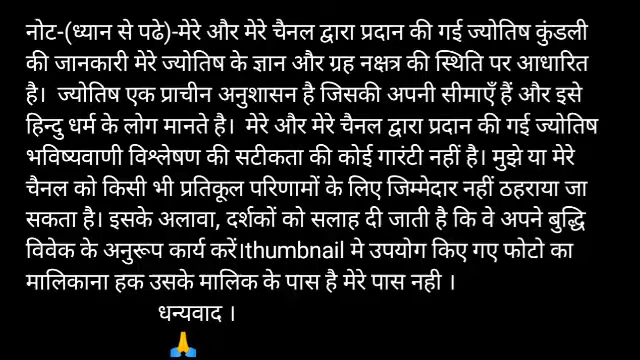 नोट-(ध्यान से पढे)-मेरे और मेरे चैनल द्वारा प्रदान की गई ज्योतिष कुंडली
की जानकारी मेरे ज्योतिष के ज्ञान और ग्रह नक्षत्र की स्थिति पर आधारित
है।  ज्योतिष एक प्राचीन अनुशासन है जिसकी अपनी सीमाएँ हैं और इसे
हिन्दु धर्म के लोग मानते है।  मेरे और मेरे चैनल द्वारा प्रदान की गई ज्योतिष
भविष्यवाणी विश्लेषण की सटीकता की कोई गारंटी नहीं है। मुझे या मेरे
चैनल को किसी भी प्रतिकूल परिणामों के लिए जिम्मेदार नहीं ठहराया जा
सकता है। इसके अलावा, दर्शकों को सलाह दी जाती है कि वे अपने बुद्धि
विवेक के अनुरूप कार्य करें।thumbnail मे उपयोग किए गए फोटो का
मालिकाना हक उसके मालिक के पास है मेरे पास नही ।
धन्यवाद ।
🙏